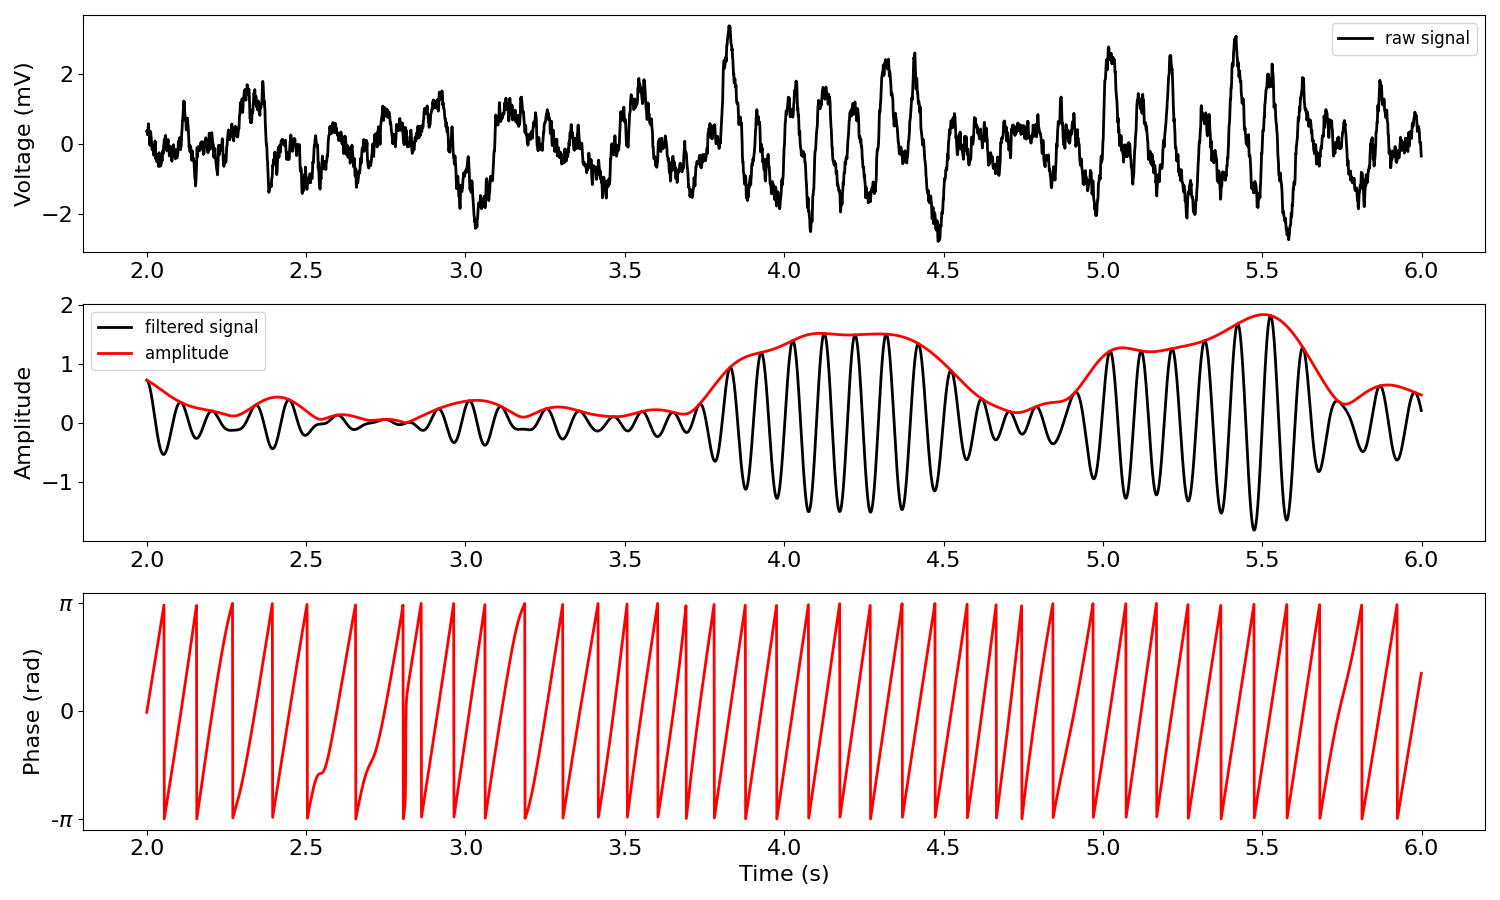 Voltage (mV)
2
0
−2
raw signal
2.0 2.5 3.0 3.5 4.0 4.5 5.0 5.5 6.0
Amplitude
2
1
0
−1
filtered signal
amplitude
2.0 2.5 3.0 3.5 4.0 4.5 5.0 5.5 6.0
Phase (rad)
π
0
-π
2.0 2.5 3.0 3.5 4.0 4.5 5.0 5.5 6.0
Time (s)